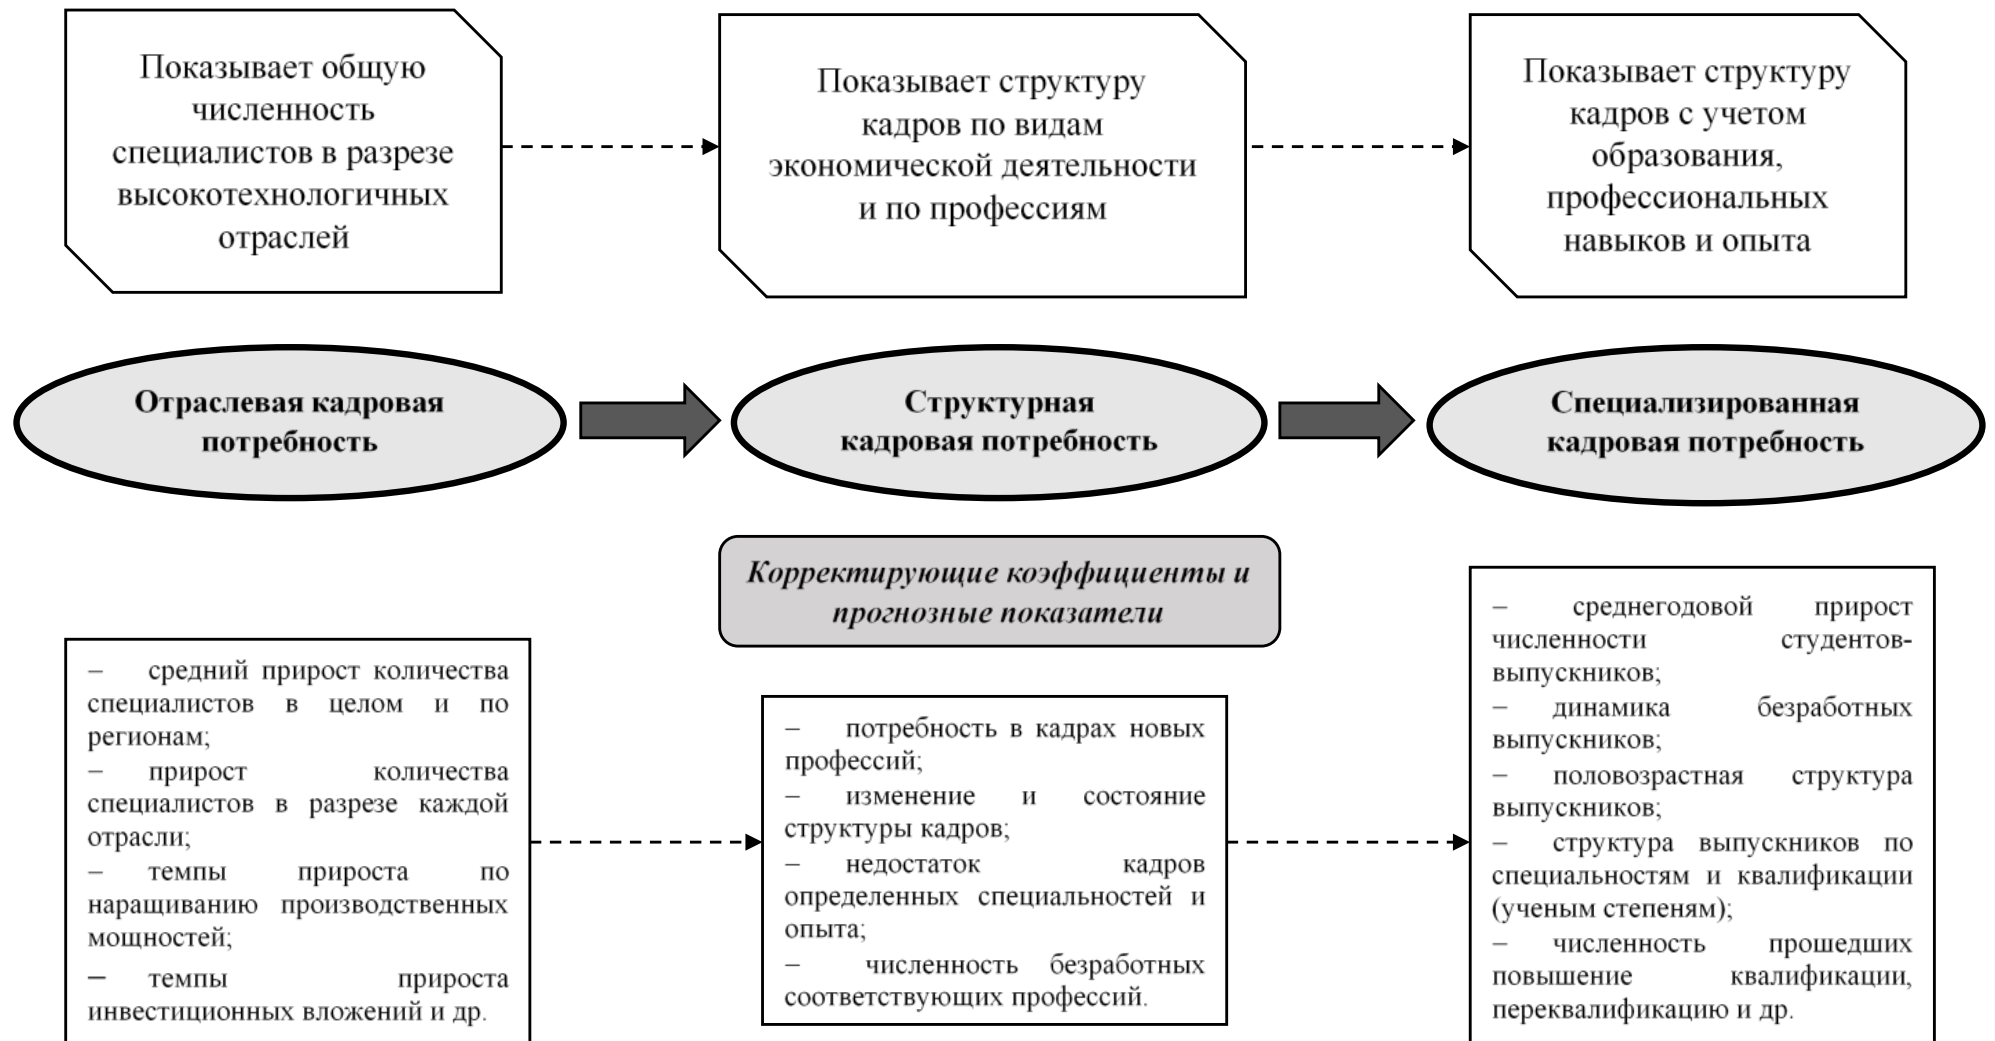 Показывает общую
численность
специалистов в разрезе
высокотехнологичных
отраслей
Показывает структуру
кадров по видам
экономической деятельности
и по профессиям
Показывает структуру
кадров с учетом
образования,
профессиональных
навыков и опыта
Отраслевая кадровая
потребность
Структурная
кадровая потребность
Специализированная
кадровая потребность
Корректирующие коэффициенты и
прогнозные показатели
– средний прирост количества
специалистов в целом и по
регионам;
– прирост количества
специалистов в разрезе каждой
отрасли;
– темпы прироста по
наращиванию производственных
мощностей;
– темпы прироста
инвестиционных вложений и др.
– потребность в кадрах новых
профессий;
– изменение и состояние
структуры кадров;
– недостаток кадров
определенных специальностей и
опыта;
– численность безработных
соответствующих профессий.
– среднегодовой прирост
численности студентов-
выпускников;
– динамика безработных
выпускников;
– половозрастная структура
выпускников;
– структура выпускников по
специальностям и квалификации
(ученым степеням);
– численность прошедших
повышение квалификации,
переквалификацию и др.